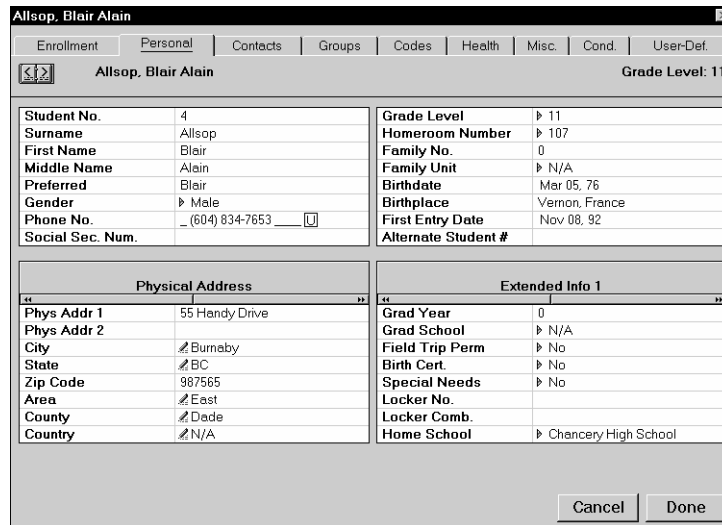 Allsop, Blair Alain
Enrollment Personal Contacts Groups Codes Health Misc. Cond. User-Def.
Allsop, Blair Alain Grade Level: 11
Student No. 4 Grade Level 11
Surname Allsop Homeroom Number 107
First Name Blair Family No. 0
Middle Name Alain Family Unit N/A
Preferred Blair Birthdate Mar 05, 76
Gender Male Birthplace Vernon, France
Phone No. _ (604) 834-7653 ____ U First Entry Date Nov 08, 92
Social Sec. Num. Alternate Student #
Physical Address Extended Info 1
Phys Addr 1 55 Handy Drive Grad Year 0
Phys Addr 2 Grad School N/A
City Burnaby Field Trip Perm No
State BC Birth Cert. No
Zip Code 987565 Special Needs No
Area East Locker No.
County Dade Locker Comb.
Country N/A Home School Chancery High School
Cancel Done